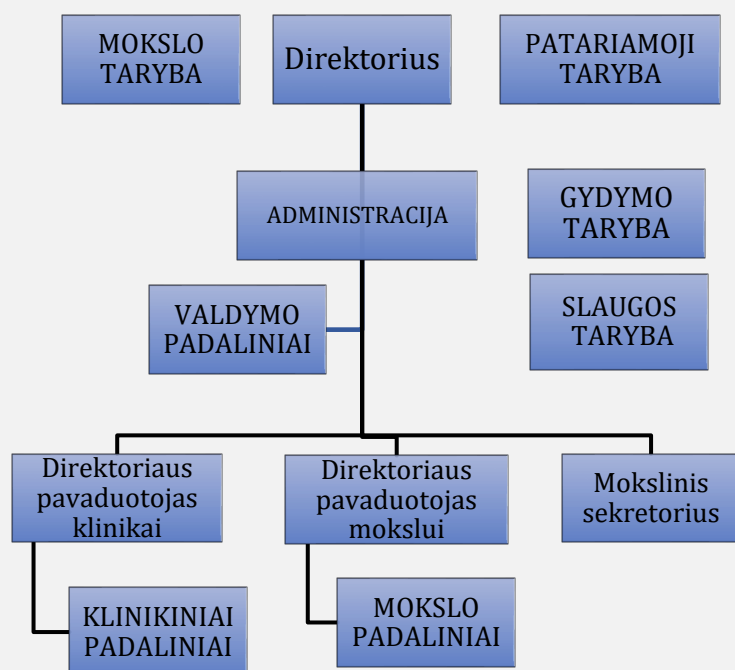 MOKSLO
TARYBA
Direktorius
PATARIAMOJI
TARYBA
ADMINISTRACIJA
GYDYMO
TARYBA
VALDYMO
PADALINIAI
SLAUGOS
TARYBA
Direktoriaus
pavaduotojas
klinikai
Direktoriaus
pavaduotojas
mokslui
Mokslinis
sekretorius
KLINIKINIAI
PADALINIAI
MOKSLO
PADALINIAI